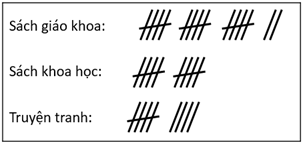 Sách giáo khoa:
Sách khoa học:
Truyện tranh: